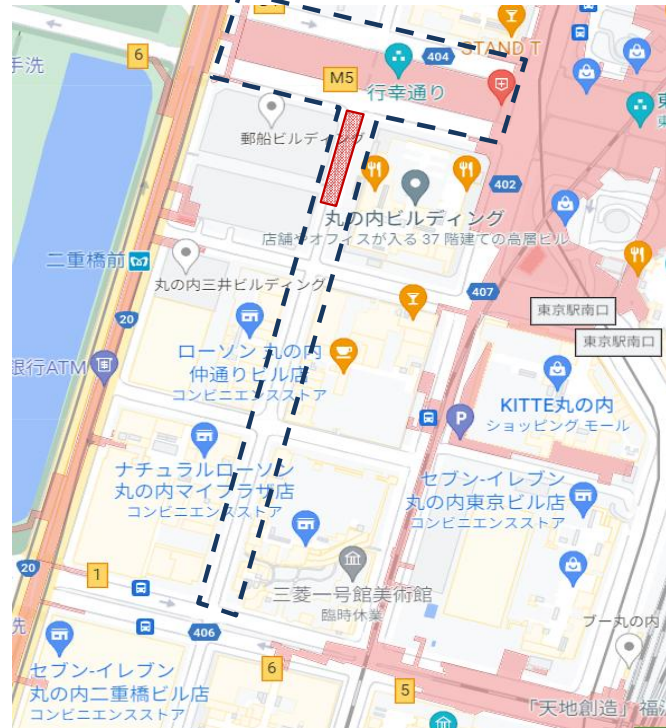 手洗
6
404
STAND T
M5
行幸通り
東
郵船ビルディング
402
丸の内ビルディング
店舗やオフィスが入る 37 階建ての高層ビル
二重橋前
407
丸の内三井ビルディング
東京駅南口
20
東京駅南口
ローソン 丸の内
仲通りビル店
コンビニエンスストア
銀行ATM
KITTE丸の内
ショッピング モール
P
ナチュラルローソン
丸の内マイプラザ店
コンビニエンスストア
セブン-イレブン
丸の内東京ビル店
コンビニエンスストア
20
1
三菱一号館美術館
臨時休業
406
ブー丸の内
洗
セブン-イレブン
丸の内二重橋ビル店
コンビニエンスストア
6
5
「天地創造」福